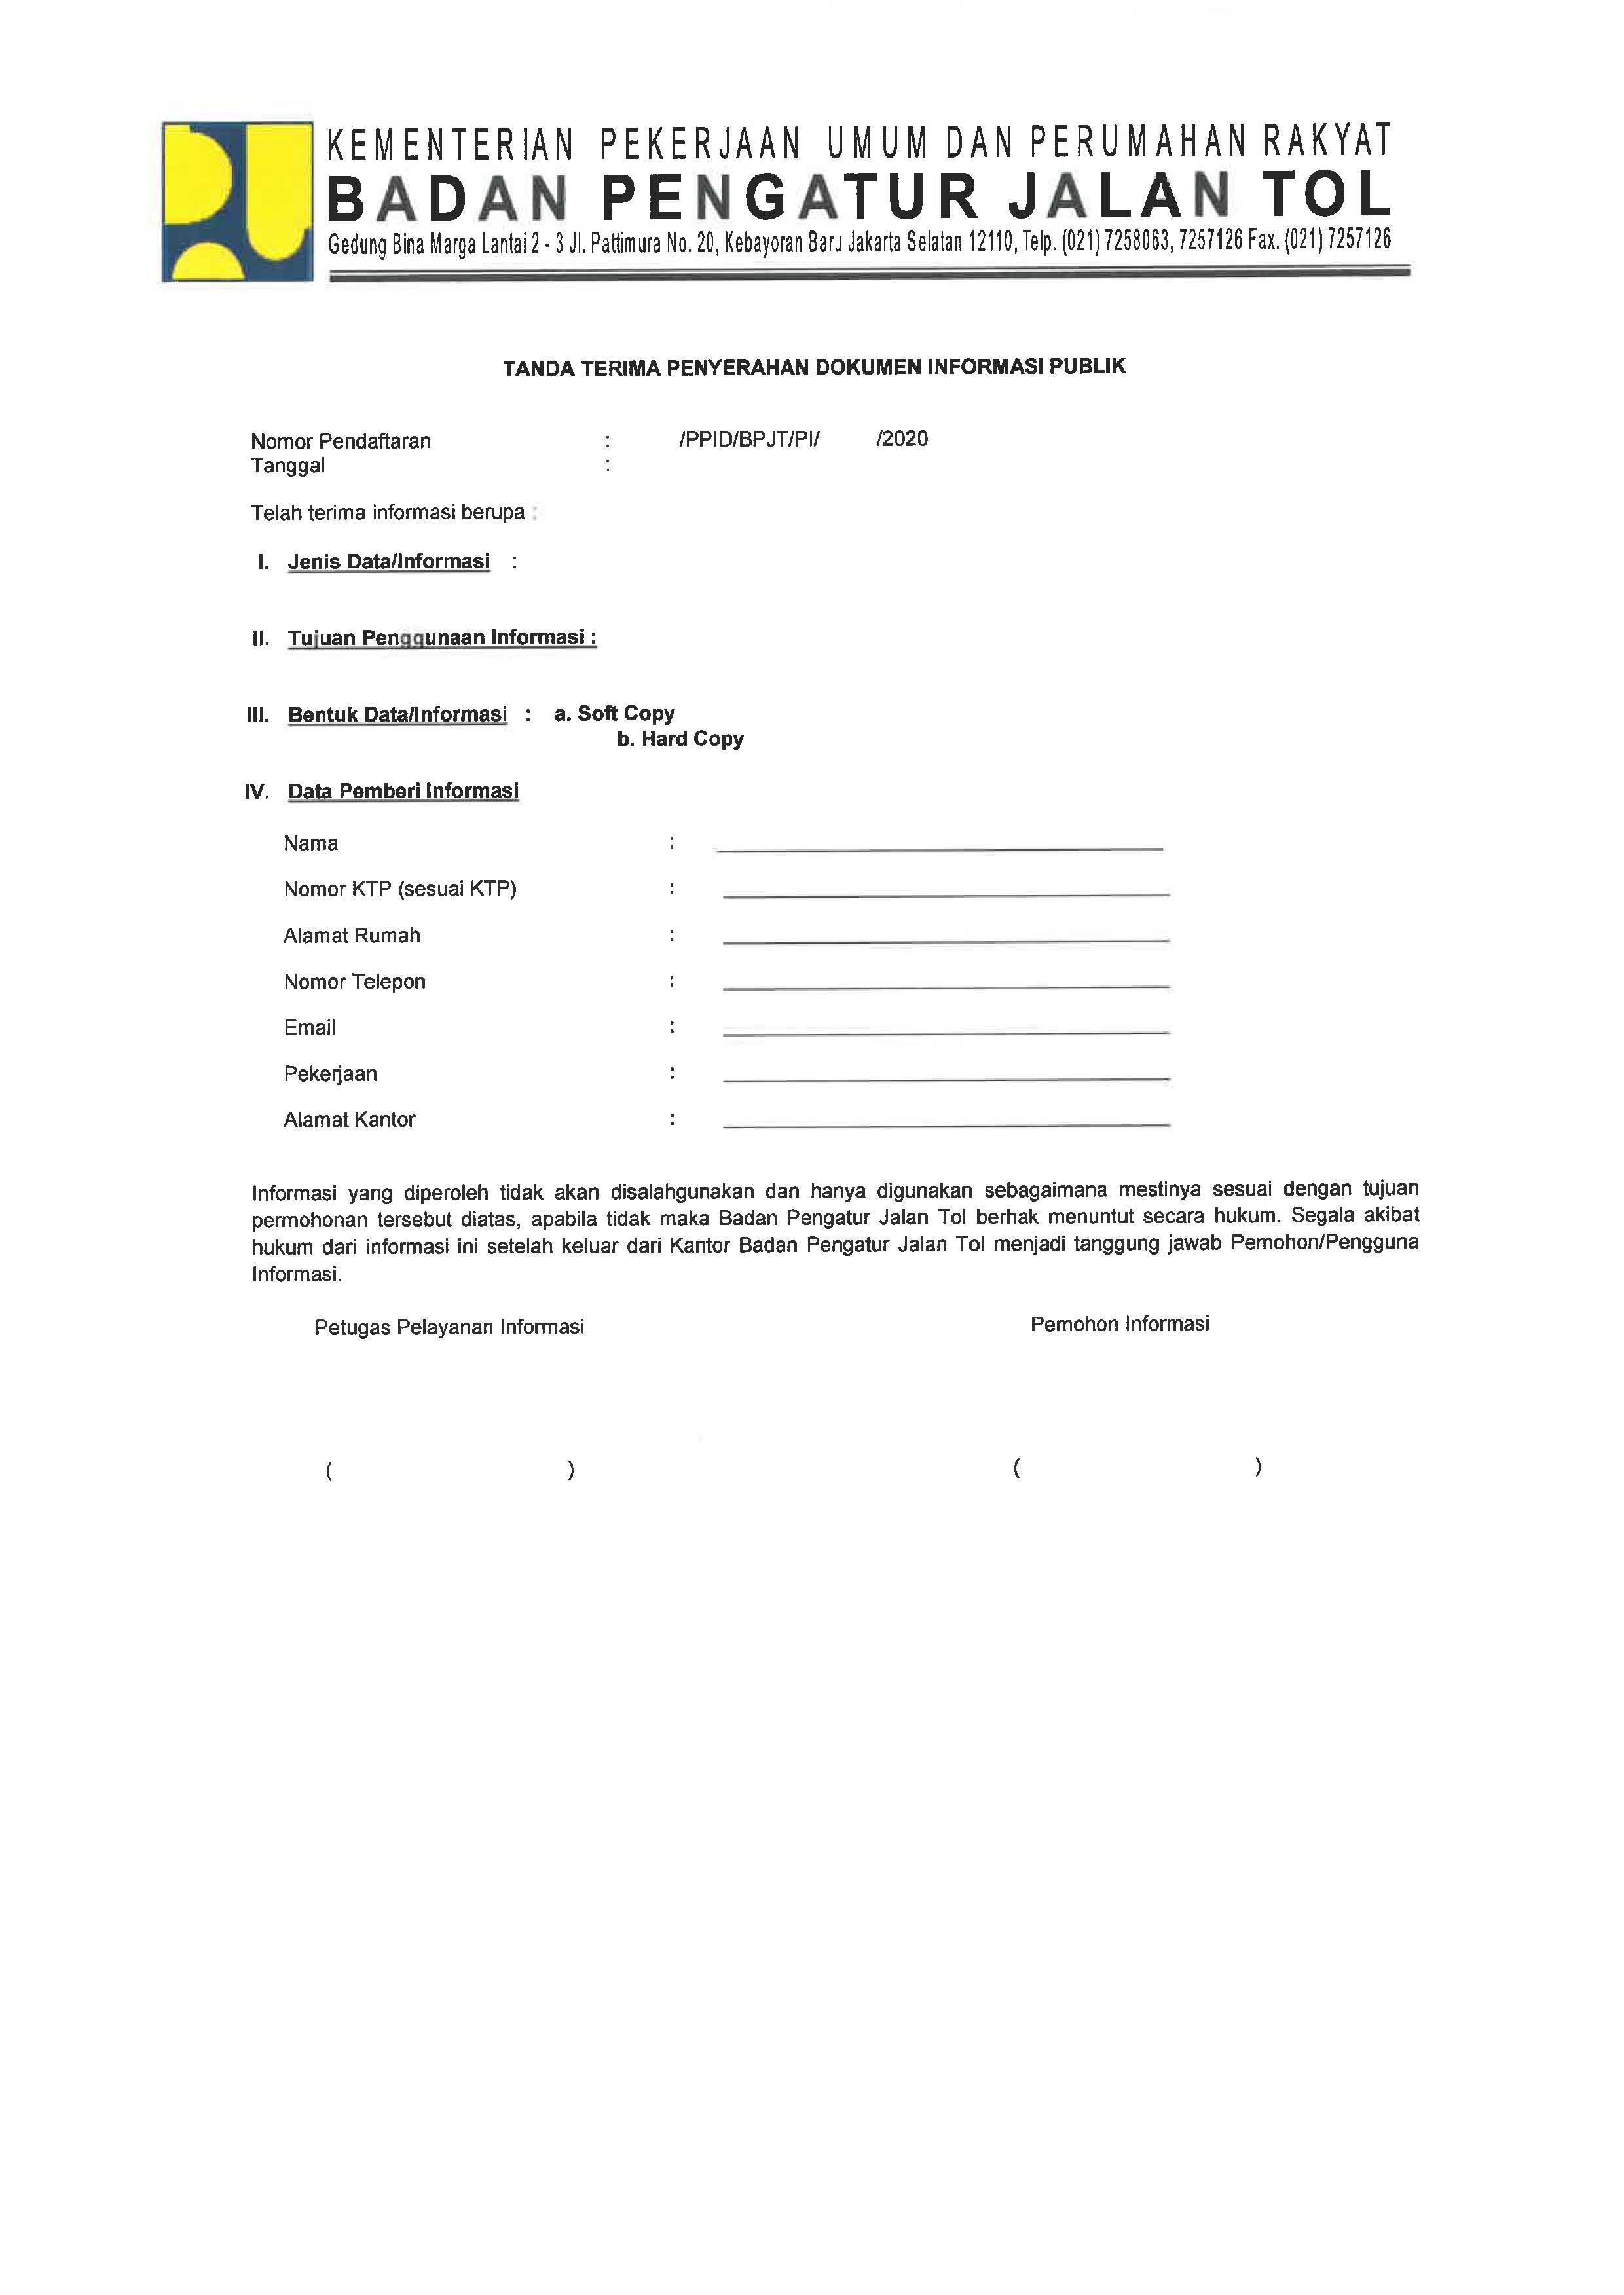 KEMENTERIAN PEKERJAAN UMUM DAN PERUMAHAN RAKYAT
BADAN PENGATUR JALAN TOL
Gedung Bina Marga Lantai 2 - 3 Jl. Pattimura No. 20, Kebayoran Baru Jakarta Selatan 12110, Telp. (021) 7258063, 7257126 Fax. (021) 7257126
TANDA TERIMA PENYERAHAN DOKUMEN INFORMASI PUBLIK
Nomor Pendaftaran : /PPID/BPJT/PI/ /2020
Tanggal :
Telah terima informasi berupa :
I. Jenis Data/Informasi :
II. Tujuan Penggunaan Informasi :
III. Bentuk Data/Informasi : a. Soft Copy
b. Hard Copy
IV. Data Pemberi Informasi
Nama :
Nomor KTP (sesuai KTP) :
Alamat Rumah :
Nomor Telepon :
Email :
Pekerjaan :
Alamat Kantor :
Informasi yang diperoleh tidak akan disalahgunakan dan hanya digunakan sebagaimana mestinya sesuai dengan tujuan
permohonan tersebut diatas, apabila tidak maka Badan Pengatur Jalan Tol berhak menuntut secara hukum. Segala akibat
hukum dari informasi ini setelah keluar dari Kantor Badan Pengatur Jalan Tol menjadi tanggung jawab Pemohon/Pengguna
Informasi.
Petugas Pelayanan Informasi Pemohon Informasi
( ) ( )